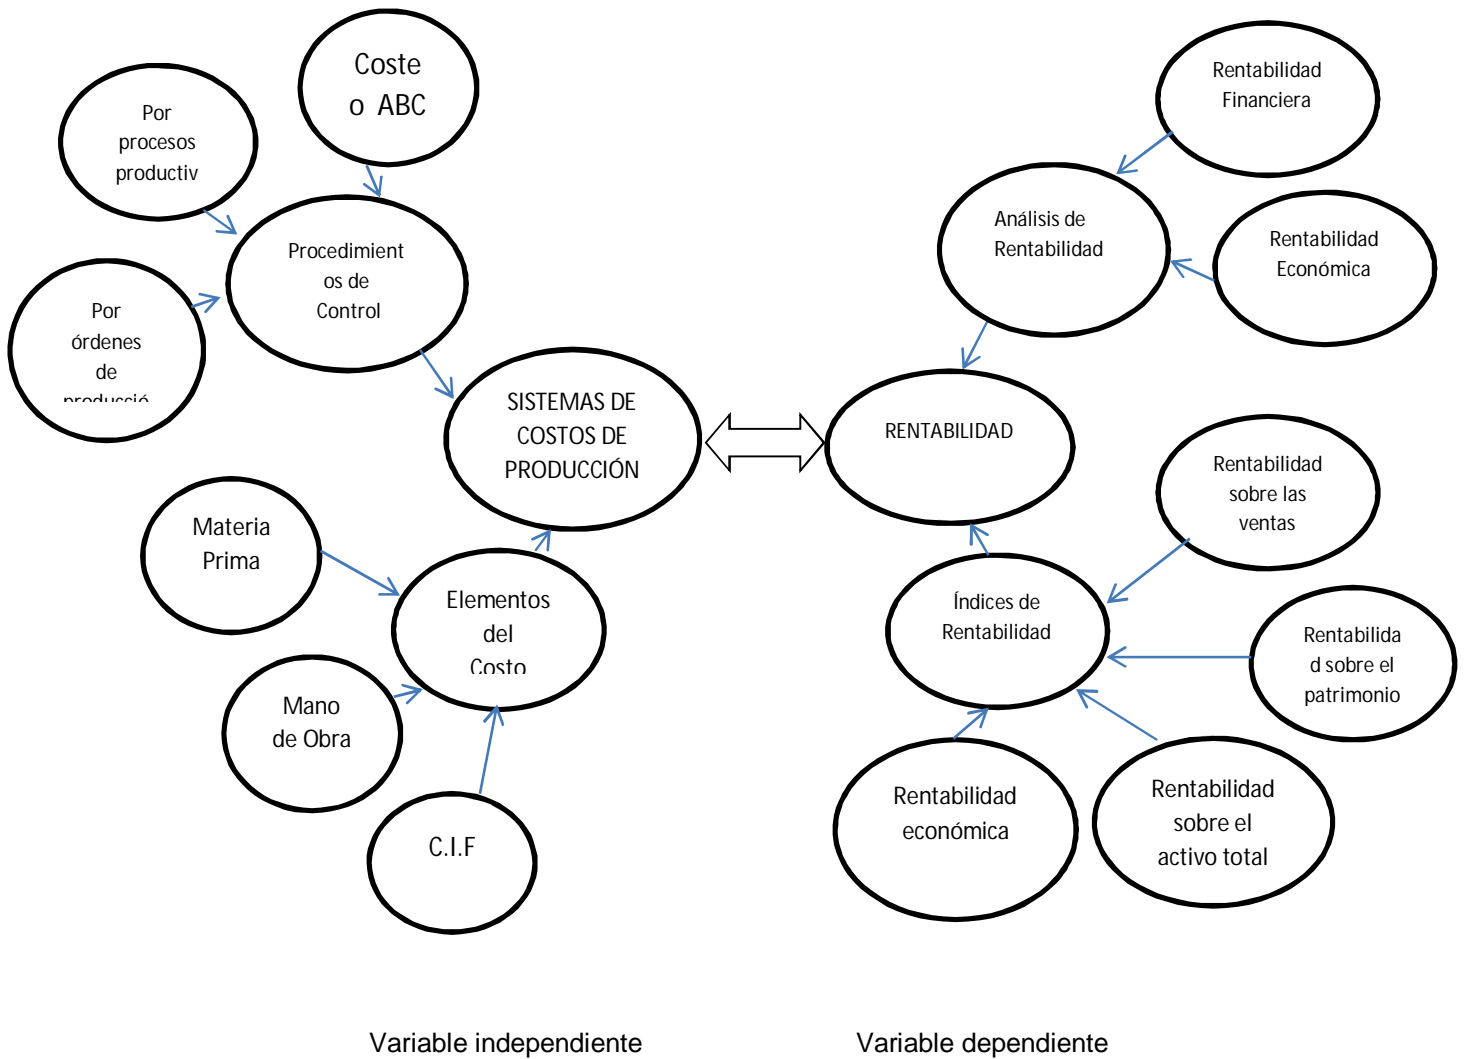 Coste
o ABC
Por
procesos
productiv
Procedimient
os de
Control
Por
órdenes
de
producció
SISTEMAS DE
COSTOS DE
PRODUCCIÓN
Materia
Prima
Elementos
del
Costo
Mano
de Obra
C.I.F
Rentabilidad
Financiera
Análisis de
Rentabilidad
Rentabilidad
Económica
RENTABILIDAD
Rentabilidad
sobre las
ventas
Índices de
Rentabilidad
Rentabilida
d sobre el
patrimonio
Rentabilidad
económica
Rentabilidad
sobre el
activo total
Variable independiente
Variable dependiente